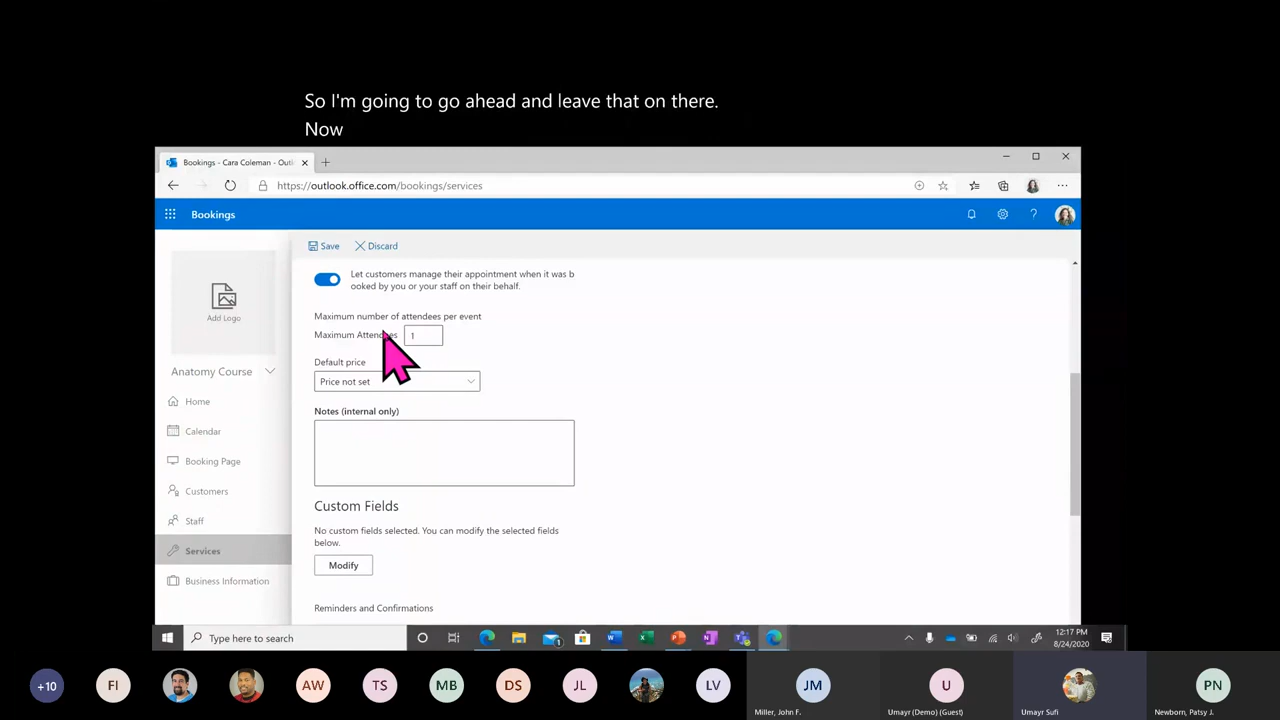 So I'm going to go ahead and leave that on there.
Now
Bookings - Cara Coleman - Outl
https://outlook.office.com/bookings/services
Bookings
Save
Discard
Add Logo
Anatomy Course
Home
Calendar
Booking Page
Customers
Staff
Services
Business Information
Let customers manage their appointment when it was b
ooked by you or your staff on their behalf.
Maximum number of attendees per event
Maximum Attendees 1
Default price
Price not set
Notes (internal only)
Custom Fields
No custom fields selected. You can modify the selected fields
below.
Modify
Reminders and Confirmations
Type here to search
12:17 PM
8/24/2020
+10
FI
AW
TS
MB
DS
JL
LV
JM
Miller, John F.
U
Umayr (Demo) (Guest)
Umayr Sufi
PN
Newborn, Patsy J.